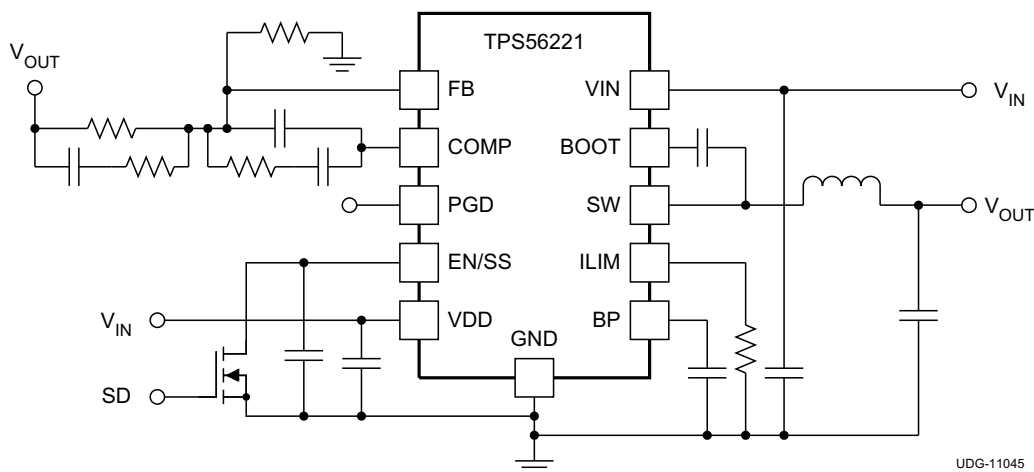 TPS56221
VOUT
FB
VIN
VIN
COMP
BOOT
PGD
SW
VOUT
EN/SS
ILIM
VIN
VDD
BP
GND
SD
UDG-11045